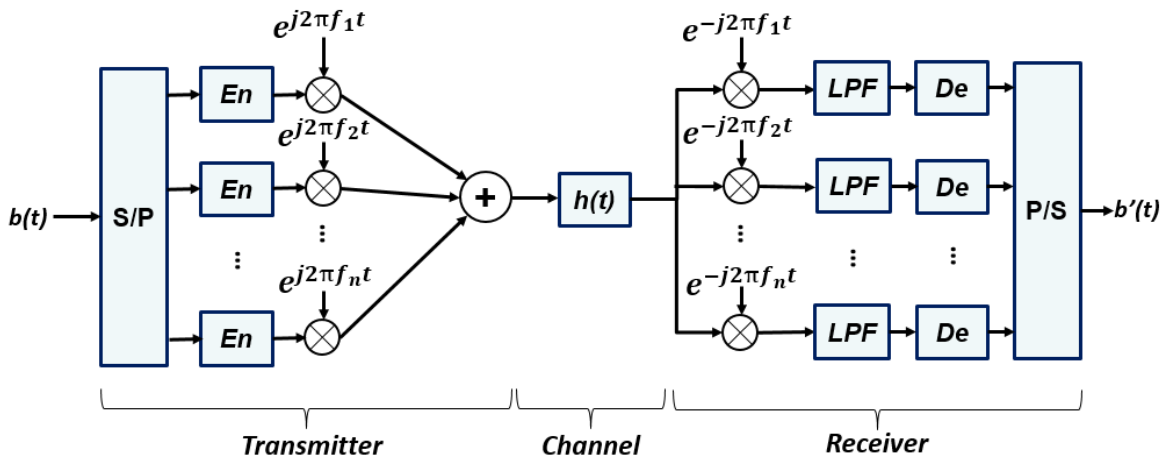 e^{j2πf_1t} e^{-j2πf_1t}
En LPF De
e^{j2πf_2t} e^{-j2πf_2t}
En LPF De
b(t) S/P + h(t) P/S b'(t)
... ... ... ... ...
e^{j2πf_nt} e^{-j2πf_nt}
En LPF De
Transmitter Channel Receiver